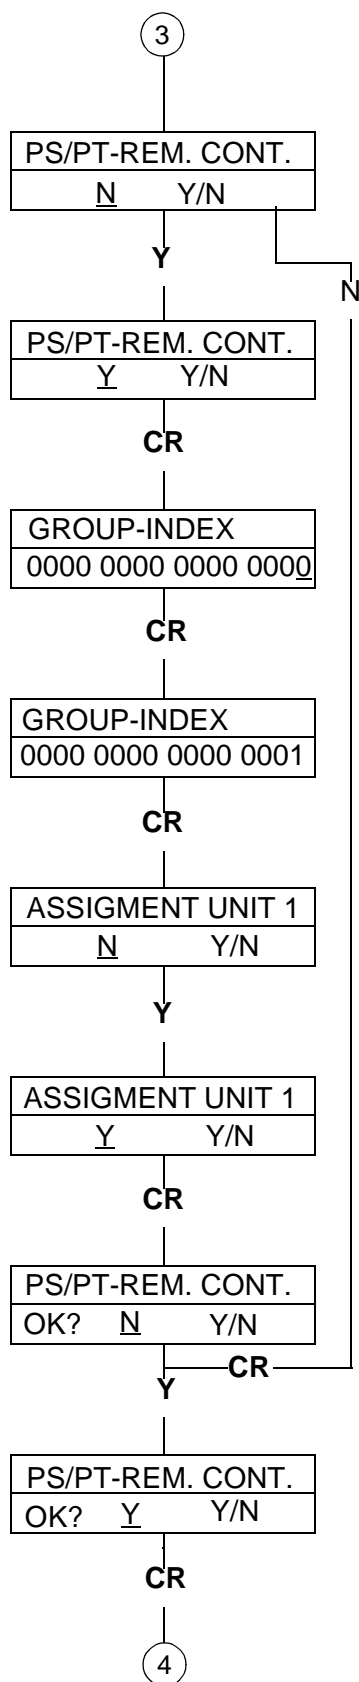 3
PS/PT-REM. CONT.
N Y/N
Y
N
PS/PT-REM. CONT.
Y Y/N
CR
GROUP-INDEX
0000 0000 0000 0000
CR
GROUP-INDEX
0000 0000 0000 0001
CR
ASSIGMENT UNIT 1
N Y/N
Y
ASSIGMENT UNIT 1
Y Y/N
CR
PS/PT-REM. CONT.
OK? N Y/N
CR
Y
PS/PT-REM. CONT.
OK? Y Y/N
CR
4